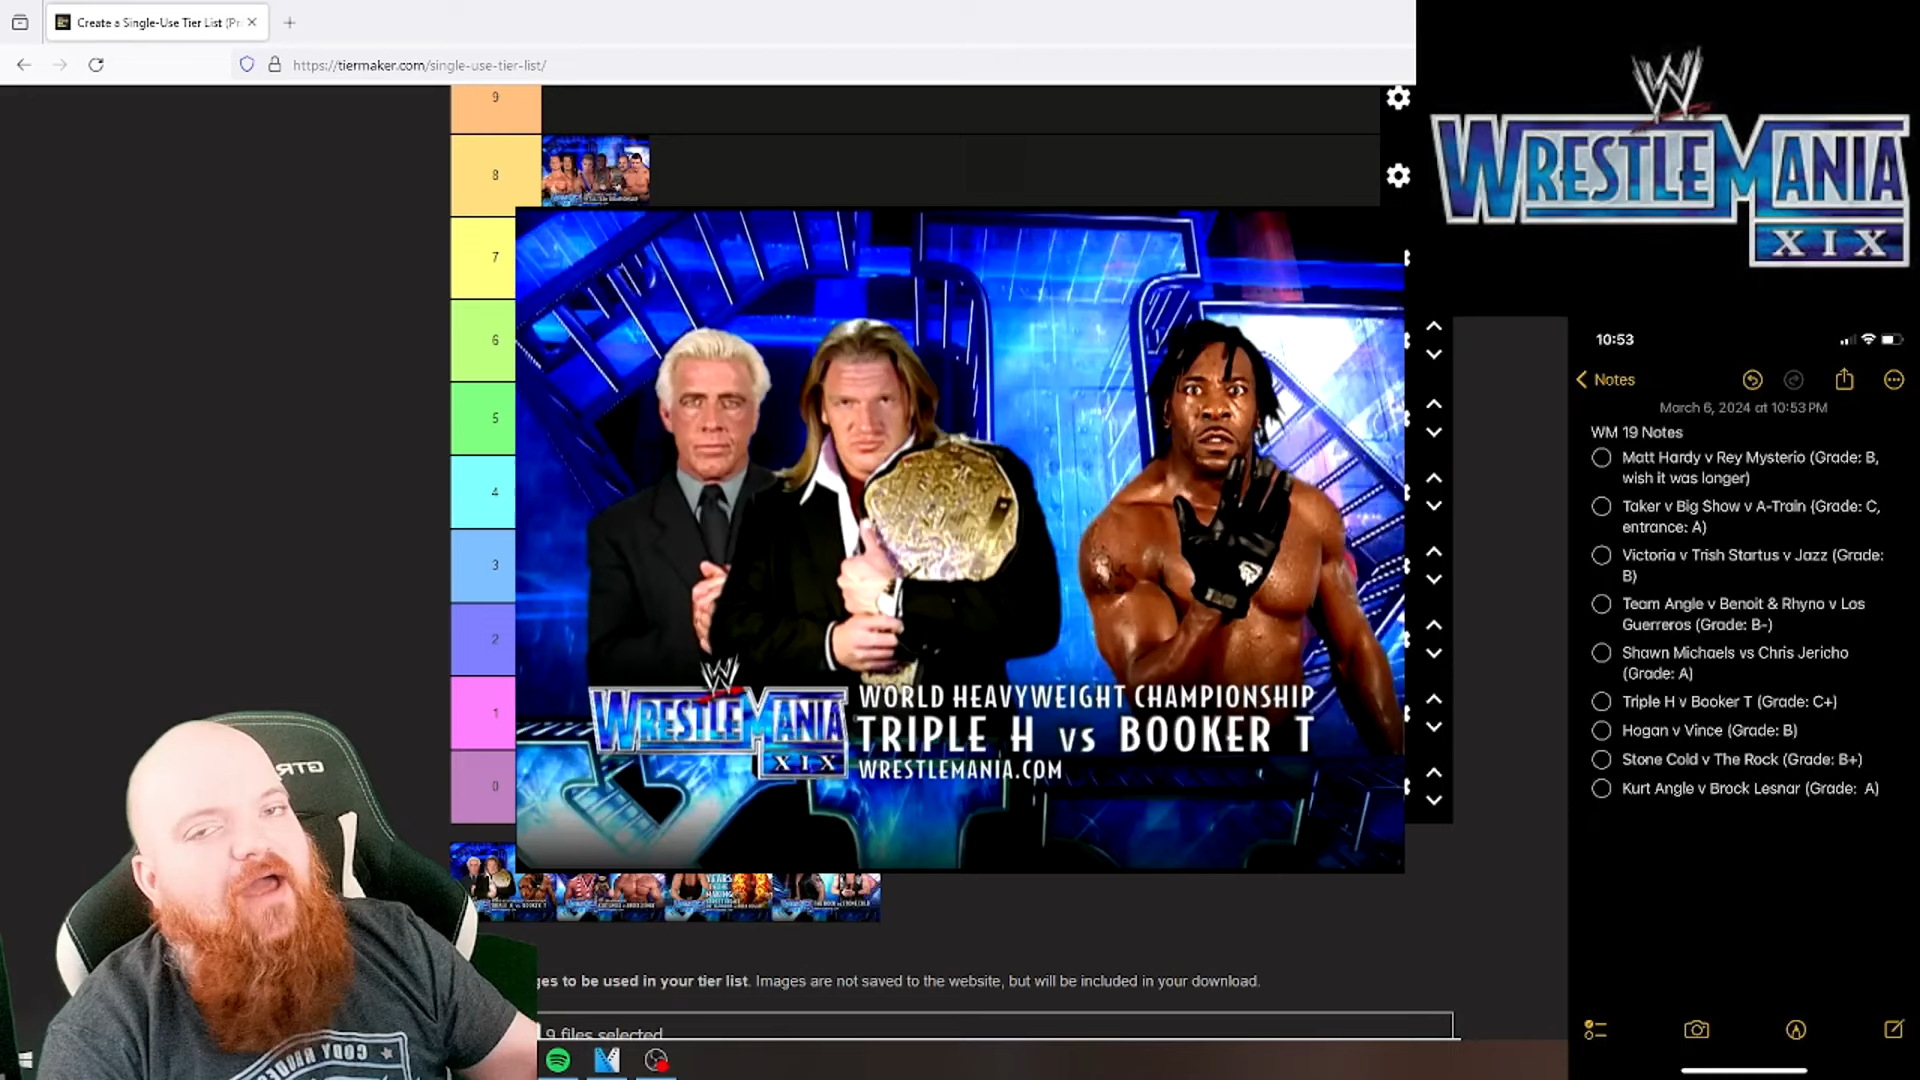 Create a Single-Use Tier List (Pr
https://tiermaker.com/single-use-tier-list/
9
8
7
6
5
4
3
2
1
0
W
WRESTLEMANIA
XIX
WORLD HEAVYWEIGHT CHAMPIONSHIP
TRIPLE H vs BOOKER T
WRESTLEMANIA.COM
W
WRESTLEMANIA
XIX
10:53
Notes
March 6, 2024 at 10:53 PM
WM 19 Notes
Matt Hardy v Rey Mysterio (Grade: B,
wish it was longer)
Taker v Big Show v A-Train (Grade: C,
entrance: A)
Victoria v Trish Startus v Jazz (Grade:
B)
Team Angle v Benoit & Rhyno v Los
Guerreros (Grade: B-)
Shawn Michaels vs Chris Jericho
(Grade: A)
Triple H v Booker T (Grade: C+)
Hogan v Vince (Grade: B)
Stone Cold v The Rock (Grade: B+)
Kurt Angle v Brock Lesnar (Grade: A)
GTR
CODY RHODES
ges to be used in your tier list. Images are not saved to the website, but will be included in your download.
9 files selected